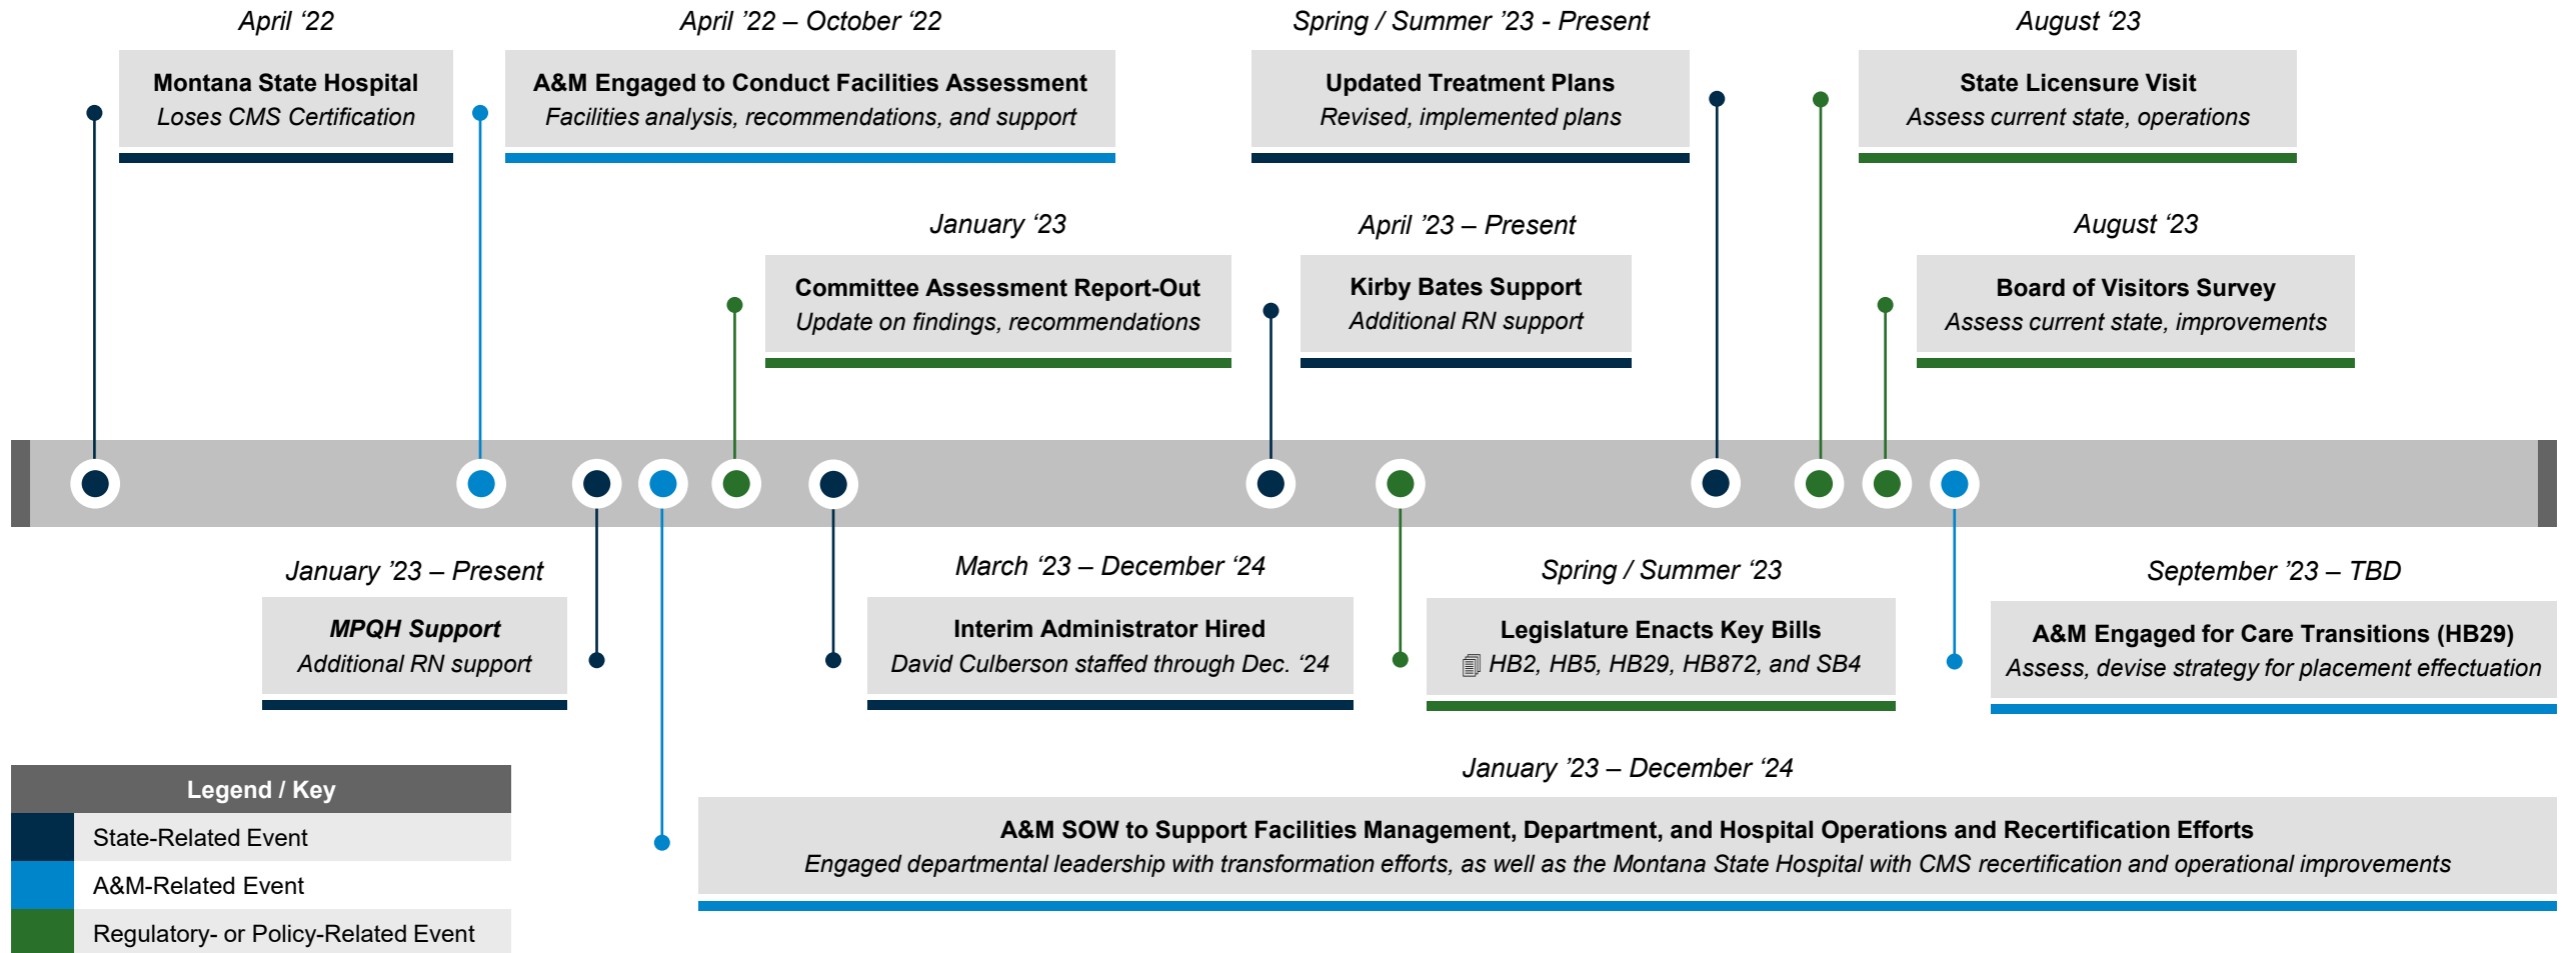 April ‘22
Montana State Hospital
Loses CMS Certification
April ’22 – October ’22
A&M Engaged to Conduct Facilities Assessment
Facilities analysis, recommendations, and support
Spring / Summer ’23 - Present
Updated Treatment Plans
Revised, implemented plans
August ‘23
State Licensure Visit
Assess current state, operations
January ‘23
Committee Assessment Report-Out
Update on findings, recommendations
April ’23 – Present
Kirby Bates Support
Additional RN support
August ‘23
Board of Visitors Survey
Assess current state, improvements
January ’23 – Present
MPQH Support
Additional RN support
March ‘23 – December ‘24
Interim Administrator Hired
David Culberson staffed through Dec. ‘24
Spring / Summer ‘23
Legislature Enacts Key Bills
HB2, HB5, HB29, HB872, and SB4
September ’23 – TBD
A&M Engaged for Care Transitions (HB29)
Assess, devise strategy for placement effectuation
January ’23 – December ‘24
A&M SOW to Support Facilities Management, Department, and Hospital Operations and Recertification Efforts
Engaged departmental leadership with transformation efforts, as well as the Montana State Hospital with CMS recertification and operational improvements
Legend / Key
State-Related Event
A&M-Related Event
Regulatory- or Policy-Related Event